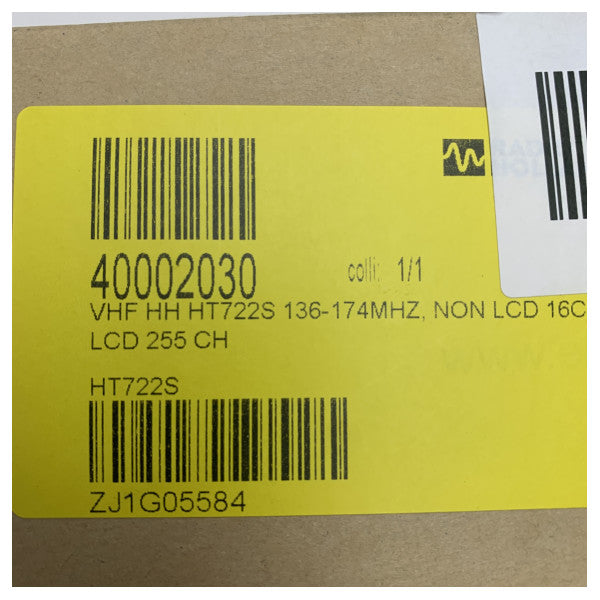 40002030
colli: 1/1
VHF HH HT722S 136-174MHZ, NON LCD 16C
LCD 255 CH
HT722S
ZJ1G05584